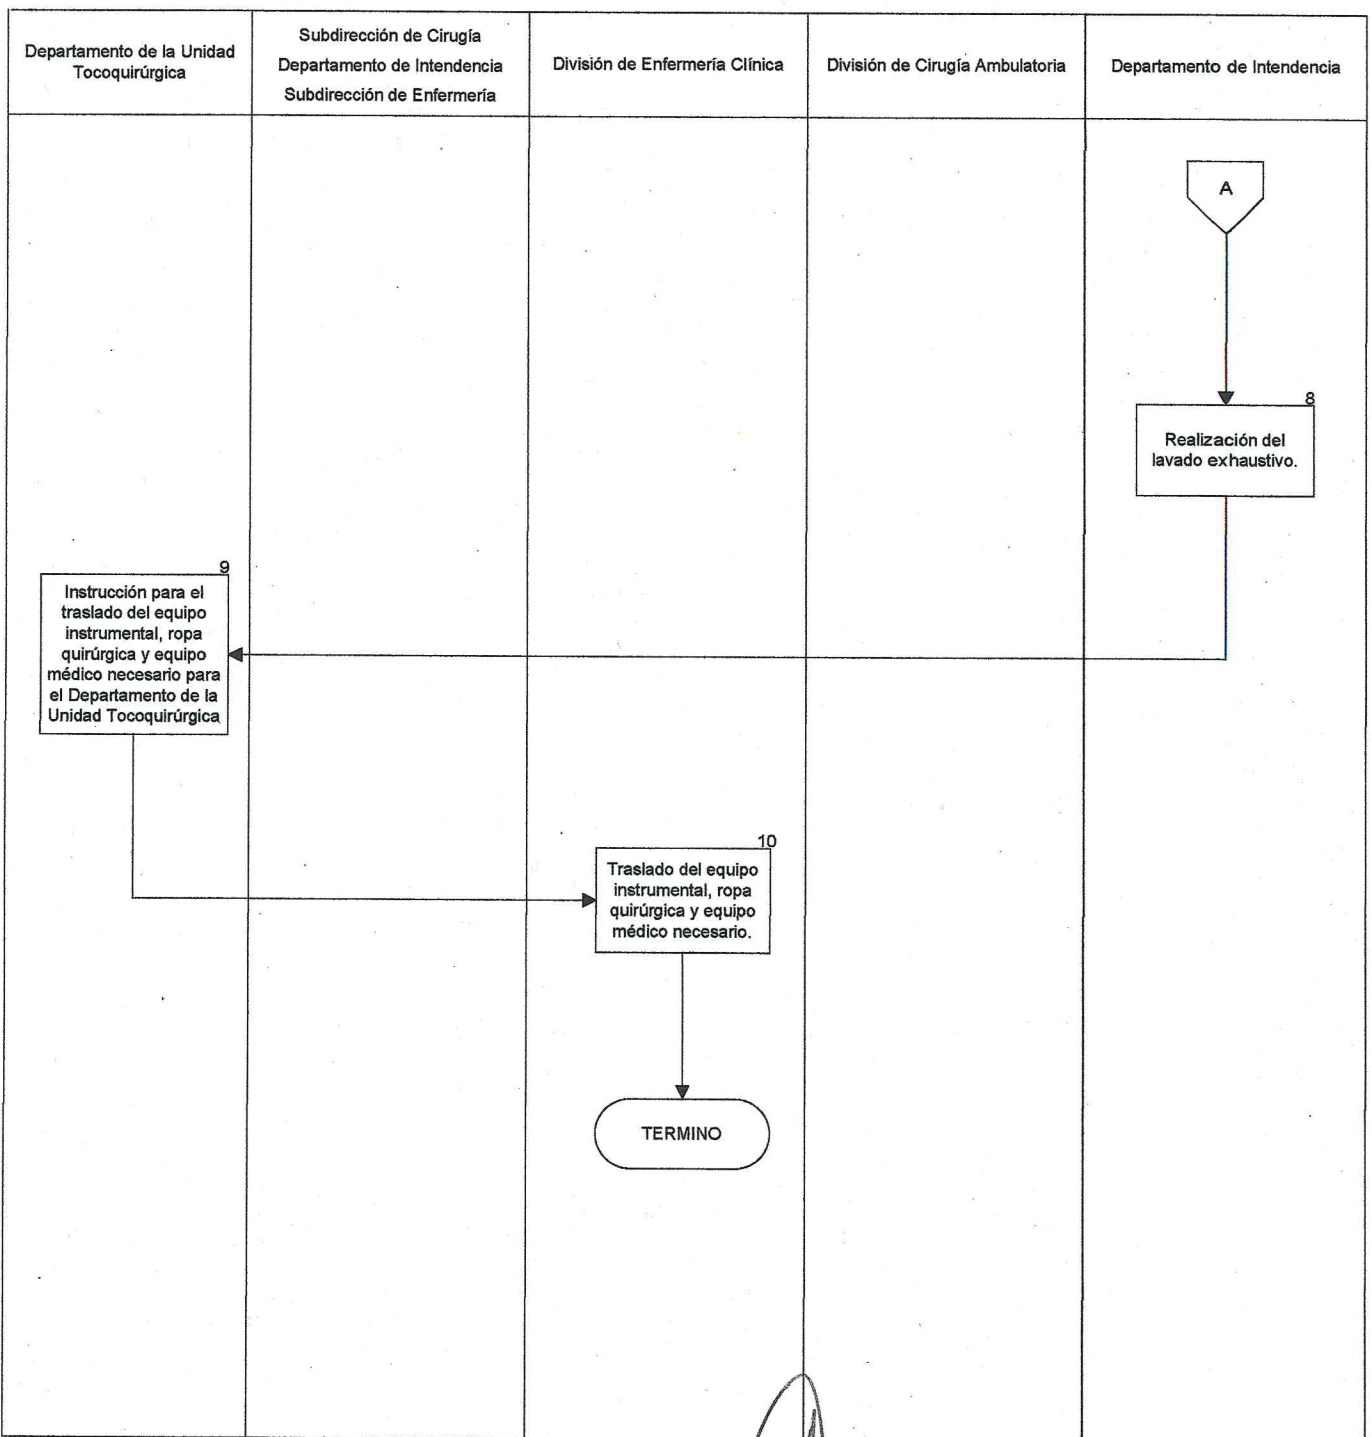 Departamento de la Unidad
Tocoquirúrgica
Subdirección de Cirugía
Departamento de Intendencia
Subdirección de Enfermería
División de Enfermería Clínica
División de Cirugía Ambulatoria
Departamento de Intendencia
A
8
Realización del
lavado exhaustivo.
9
Instrucción para el
traslado del equipo
instrumental, ropa
quirúrgica y equipo
médico necesario para
el Departamento de la
Unidad Tocoquirúrgica
10
Traslado del equipo
instrumental, ropa
quirúrgica y equipo
médico necesario.
TERMINO